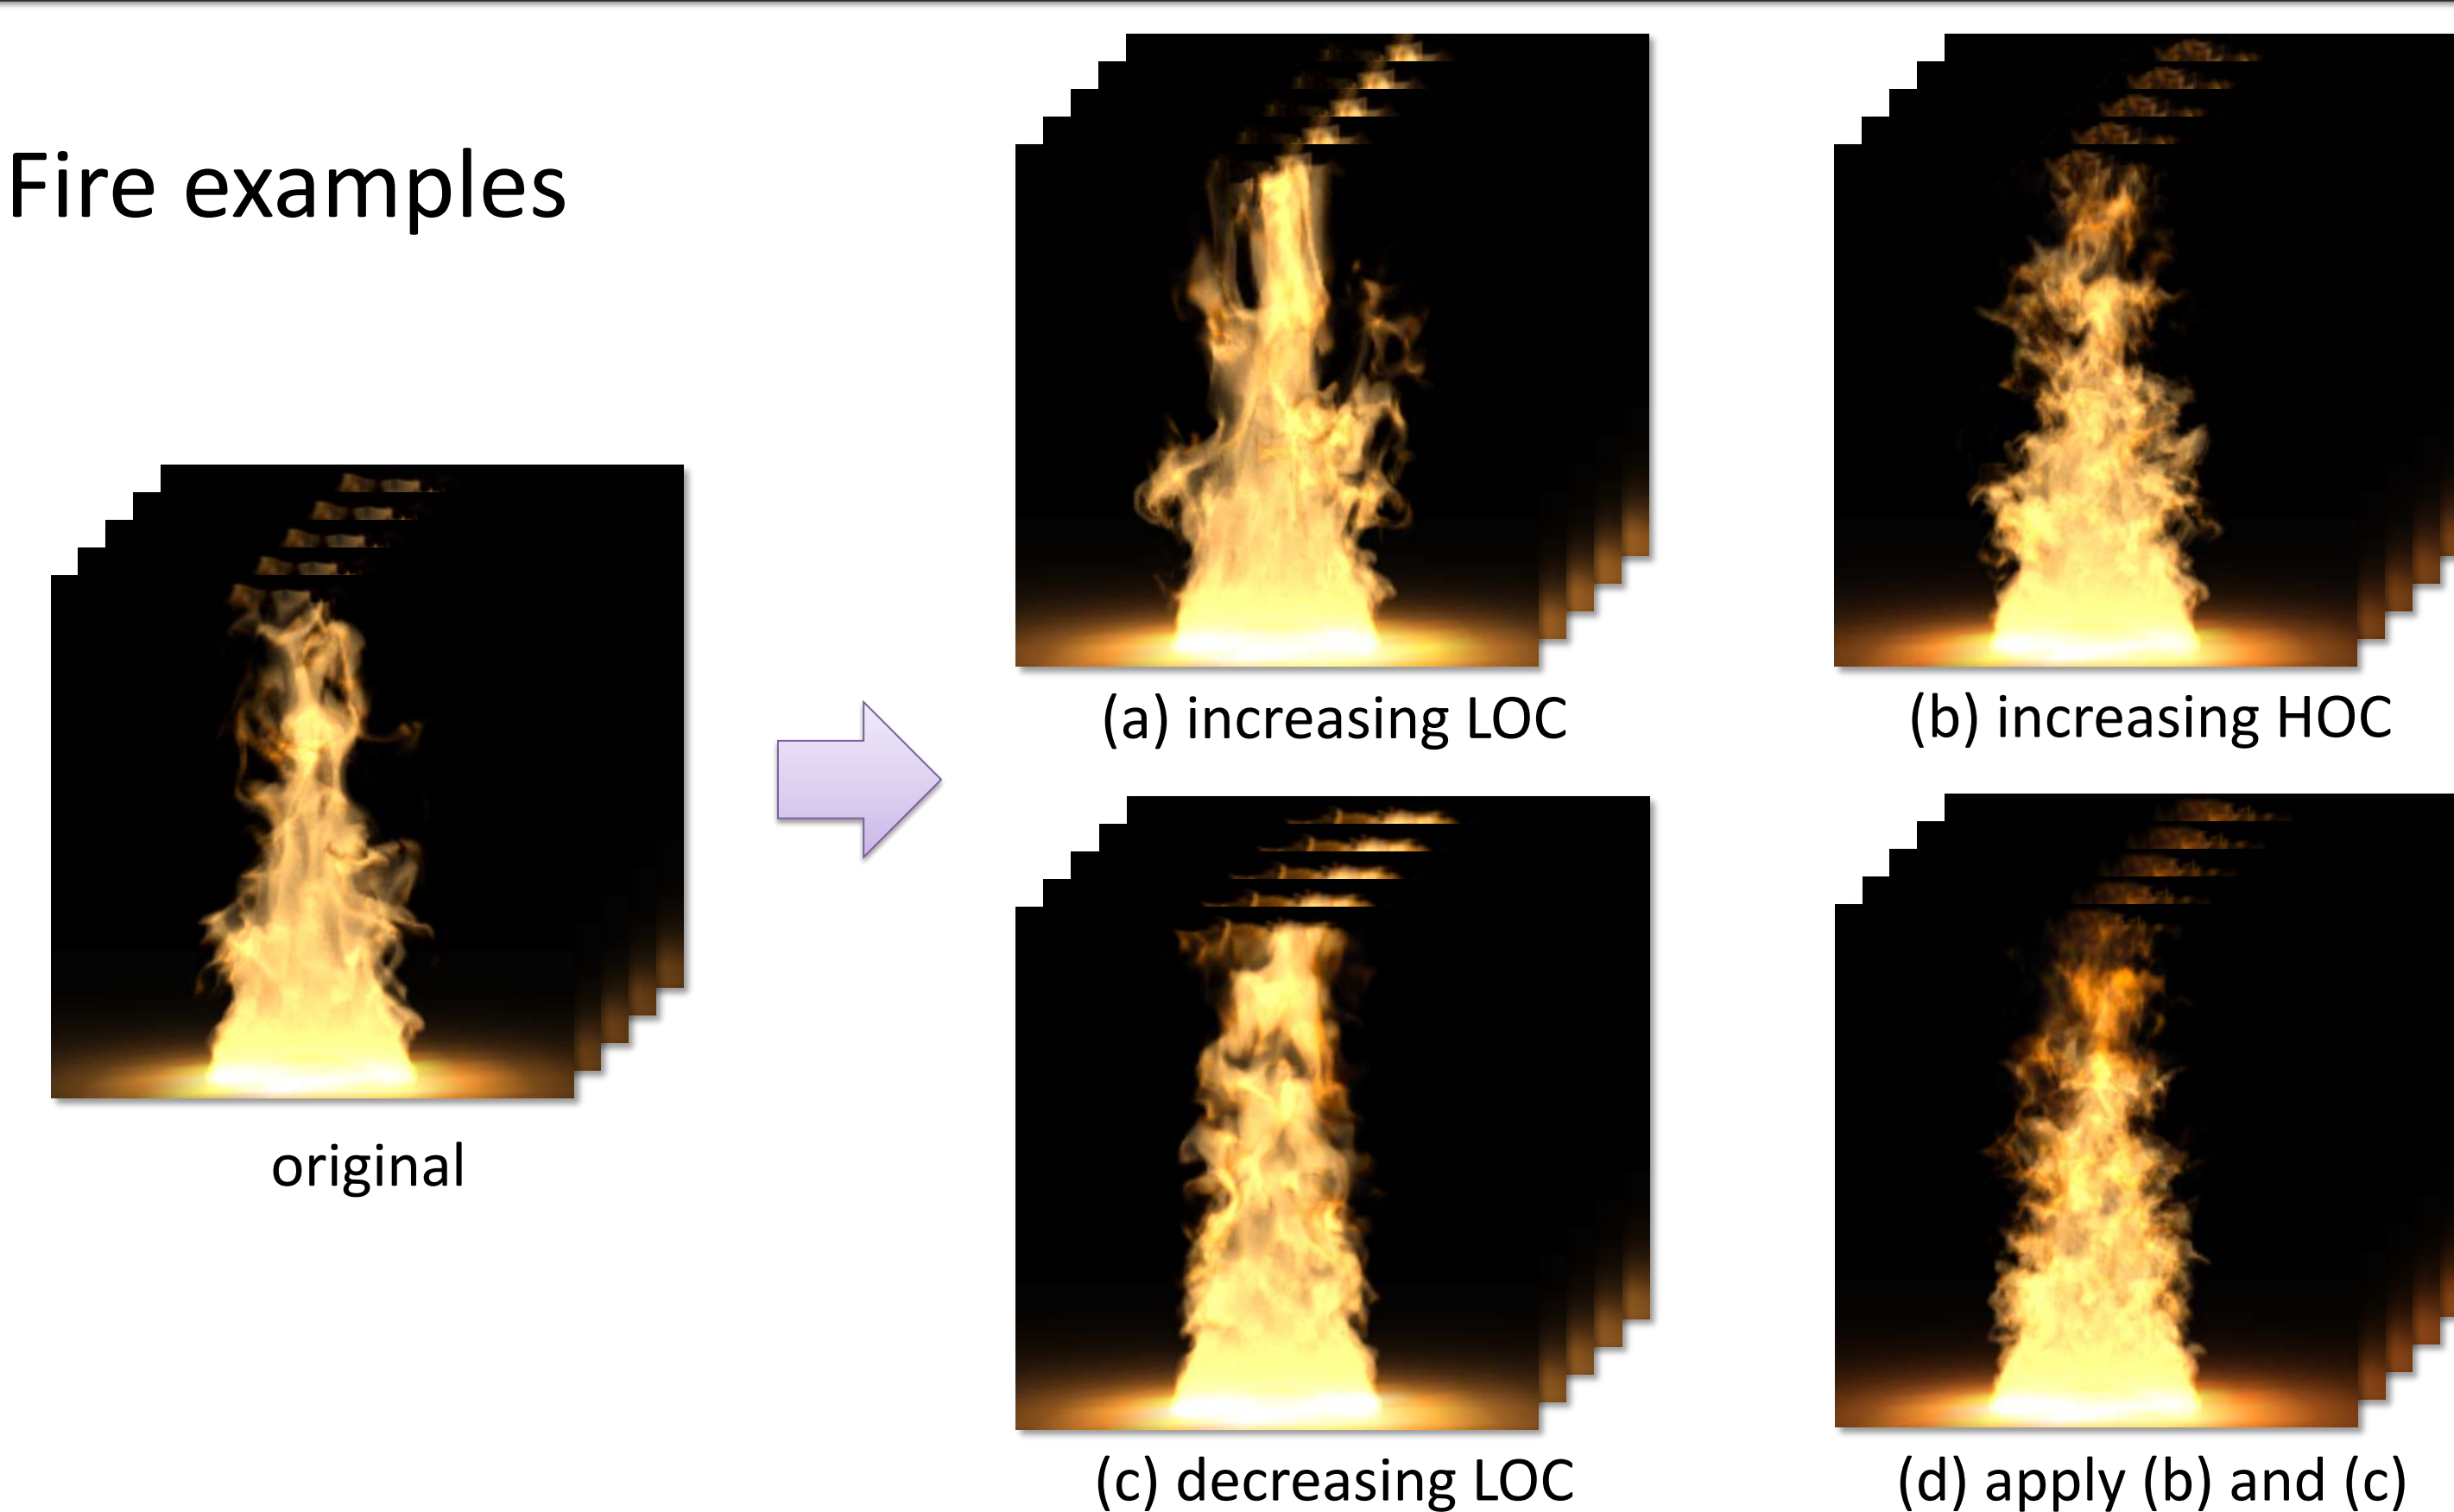 Fire examples
original
(a) increasing LOC
(b) increasing HOC
(c) decreasing LOC
(d) apply (b) and (c)